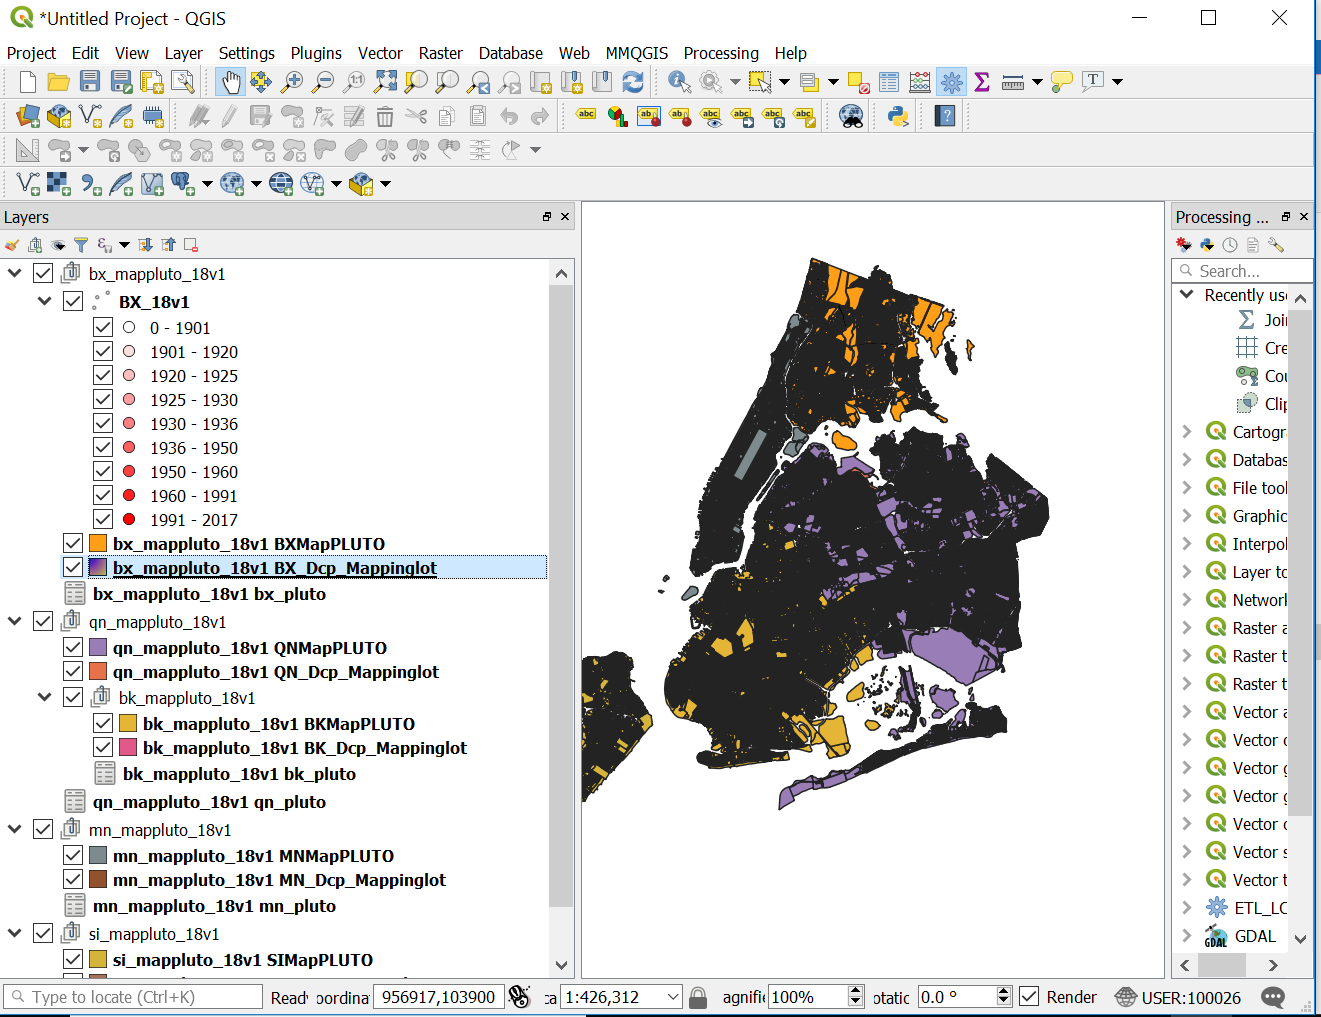 *Untitled Project - QGIS
Project Edit View Layer Settings Plugins Vector Raster Database Web MMQGIS Processing Help
Layers
Processing ...
bx_mappluto_18v1
BX_18v1
0 - 1901
1901 - 1920
1920 - 1925
1925 - 1930
1930 - 1936
1936 - 1950
1950 - 1960
1960 - 1991
1991 - 2017
bx_mappluto_18v1 BXMapPLUTO
bx_mappluto_18v1 BX_Dcp_Mappinglot
bx_mappluto_18v1 bx_pluto
qn_mappluto_18v1
qn_mappluto_18v1 QNMapPLUTO
qn_mappluto_18v1 QN_Dcp_Mappinglot
bk_mappluto_18v1
bk_mappluto_18v1 BKMapPLUTO
bk_mappluto_18v1 BK_Dcp_Mappinglot
bk_mappluto_18v1 bk_pluto
qn_mappluto_18v1 qn_pluto
mn_mappluto_18v1
mn_mappluto_18v1 MNMapPLUTO
mn_mappluto_18v1 MN_Dcp_Mappinglot
mn_mappluto_18v1 mn_pluto
si_mappluto_18v1
si_mappluto_18v1 SIMapPLUTO
Search...
Recently us
Joi
Cre
Cou
Clip
Cartogr
Databas
File tool
Graphic
Interpol
Layer to
Network
Raster a
Raster t
Raster t
Vector a
Vector c
Vector g
Vector g
Vector o
Vector s
Vector t
ETL_LO
GDAL
Type to locate (Ctrl+K) Ready oordina 956917,103900 ca 1:426,312 agnifi 100% otatic 0.0 ° Render USER:100026